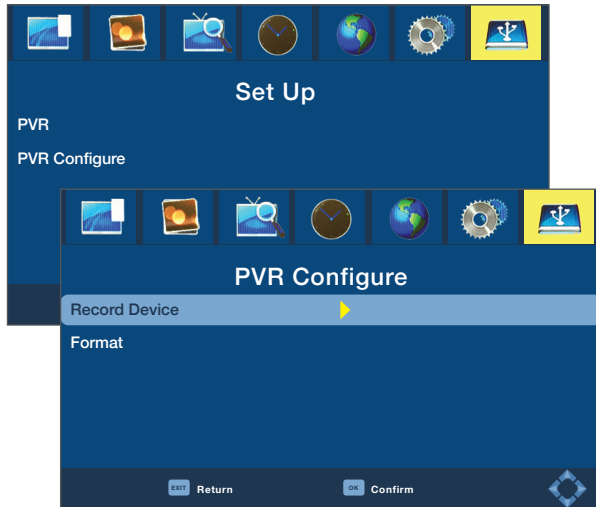 Set Up
PVR
PVR Configure
PVR Configure
Record Device
Format
EXIT Return OK Confirm